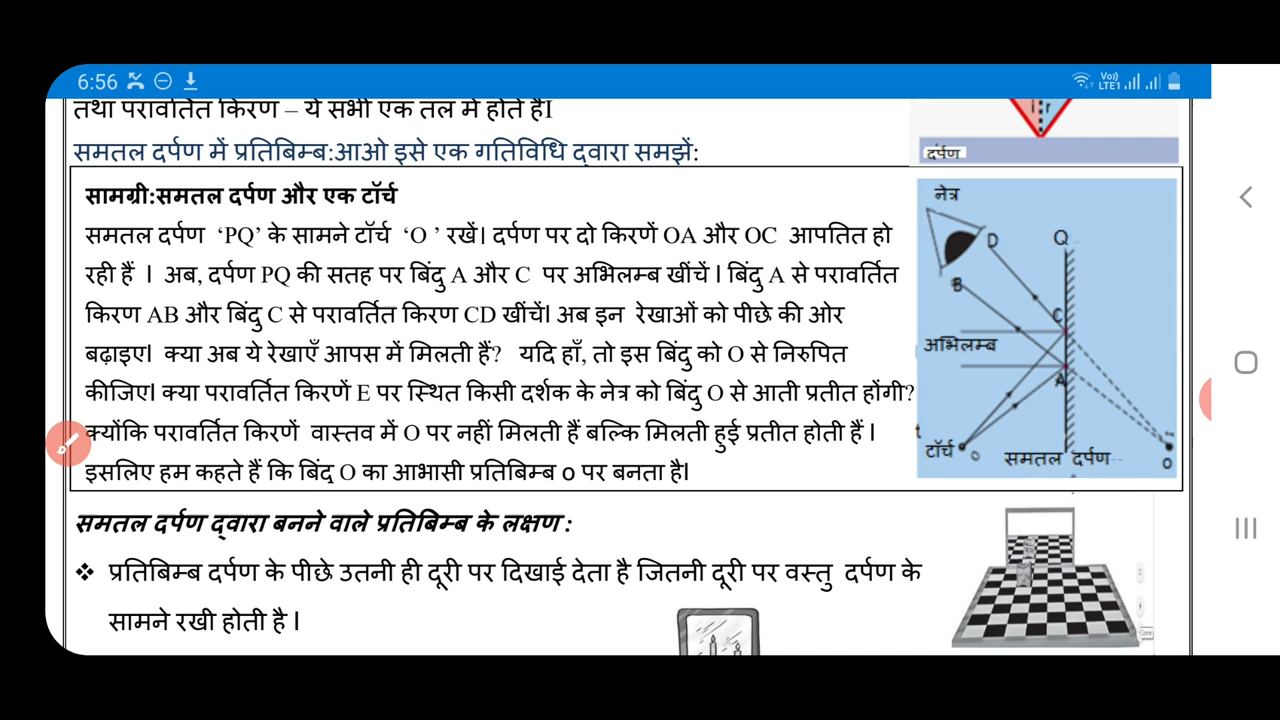 6:56
Vo)) LTE1
तथा परावर्तित किरण – ये सभी एक तल में होते हैंI
i r
समतल दर्पण में प्रतिबिम्ब:आओ इसे एक गतिविधि द्वारा समझें:
दर्पण
सामग्री:समतल दर्पण और एक टॉर्च
समतल दर्पण ‘PQ’ के सामने टॉर्च ‘O ’ रखें। दर्पण पर दो किरणें OA और OC आपतित हो
रही हैं । अब, दर्पण PQ की सतह पर बिंदु A और C पर अभिलम्ब खींचें । बिंदु A से परावर्तित
किरण AB और बिंदु C से परावर्तित किरण CD खींचें। अब इन रेखाओं को पीछे की ओर
बढ़ाइए। क्या अब ये रेखाएँ आपस में मिलती हैं? यदि हाँ, तो इस बिंदु को O से निरुपित
कीजिए। क्या परावर्तित किरणें E पर स्थित किसी दर्शक के नेत्र को बिंदु O से आती प्रतीत होंगी?
क्योंकि परावर्तित किरणें वास्तव में O पर नहीं मिलती हैं बल्कि मिलती हुई प्रतीत होती हैं ।
इसलिए हम कहते हैं कि बिंदु O का आभासी प्रतिबिम्ब o पर बनता है।
नेत्र
D
Q
B
C
अभिलम्ब
A
टॉर्च
O
समतल दर्पण
O
समतल दर्पण द्वारा बनने वाले प्रतिबिम्ब के लक्षण :
❖ प्रतिबिम्ब दर्पण के पीछे उतनी ही दूरी पर दिखाई देता है जितनी दूरी पर वस्तु दर्पण के
सामने रखी होती है ।